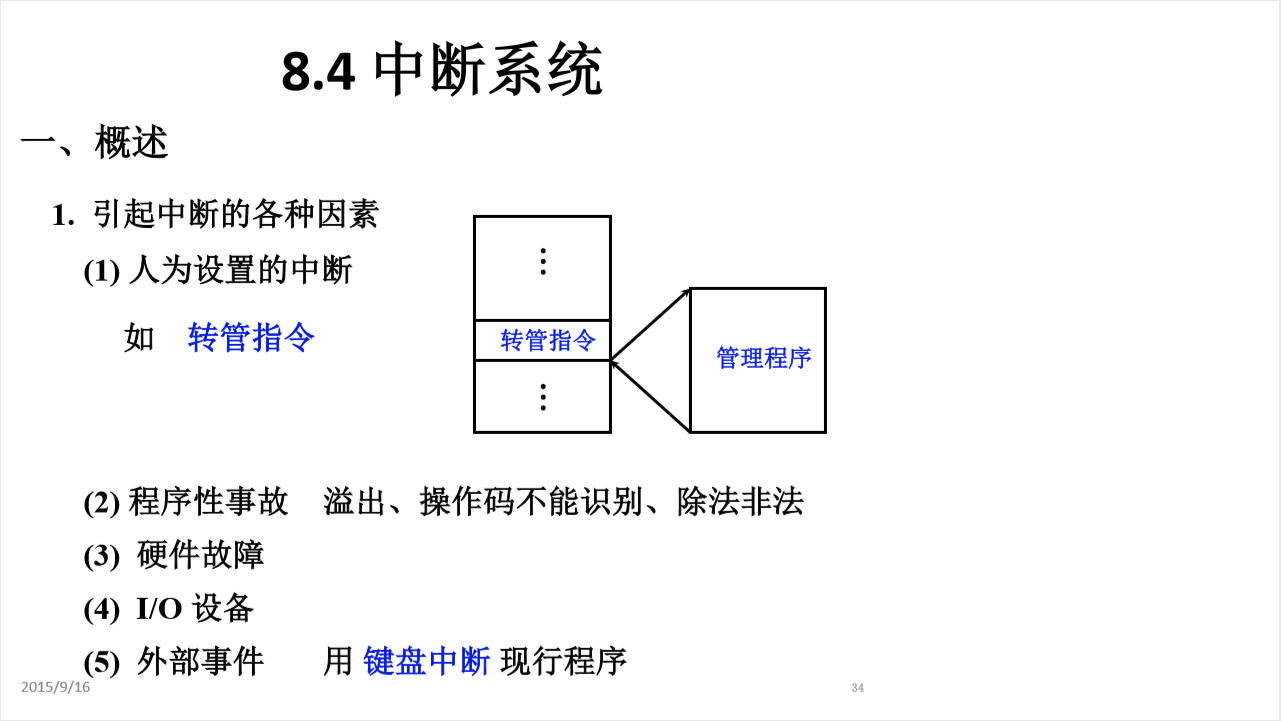 8.4 中断系统
一、概述
1. 引起中断的各种因素
(1) 人为设置的中断
如 转管指令
⋮
转管指令
⋮
管理程序
(2) 程序性事故 溢出、操作码不能识别、除法非法
(3) 硬件故障
(4) I/O 设备
(5) 外部事件 用 键盘中断 现行程序
2015/9/16
34